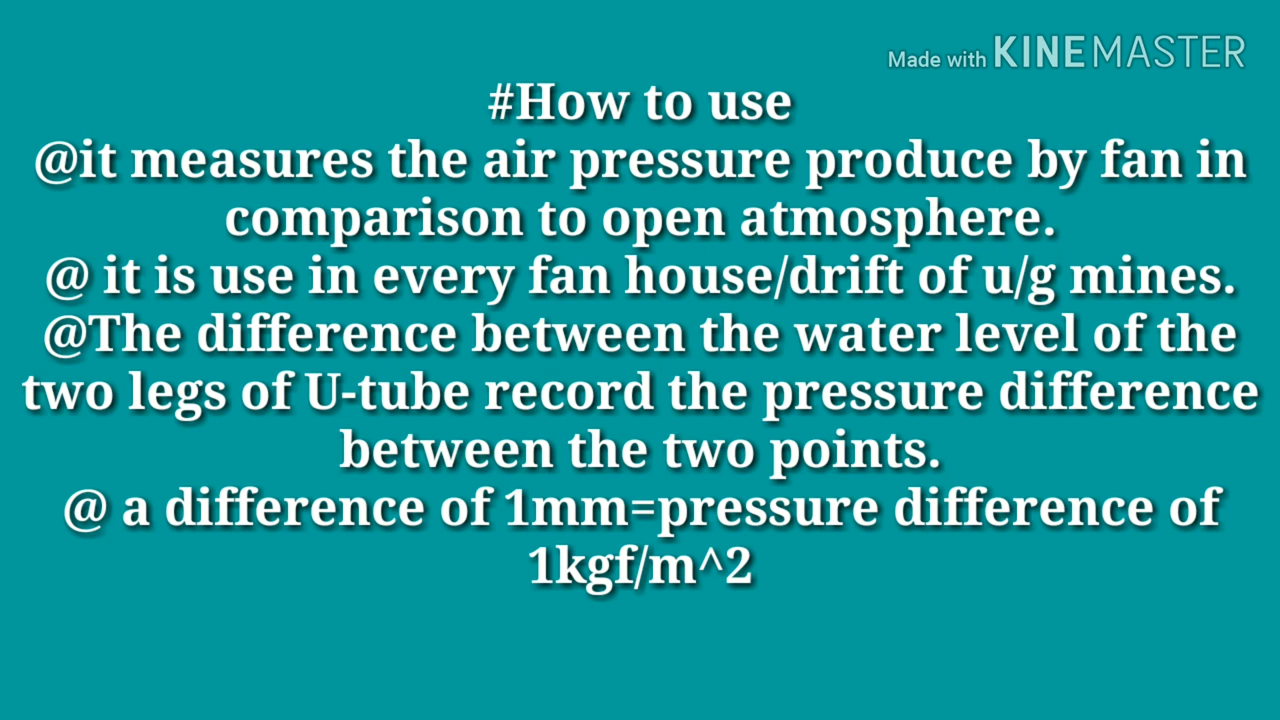 Made with KINEMASTER
#How to use
@it measures the air pressure produce by fan in
comparison to open atmosphere.
@ it is use in every fan house/drift of u/g mines.
@The difference between the water level of the
two legs of U-tube record the pressure difference
between the two points.
@ a difference of 1mm=pressure difference of
1kgf/m^2